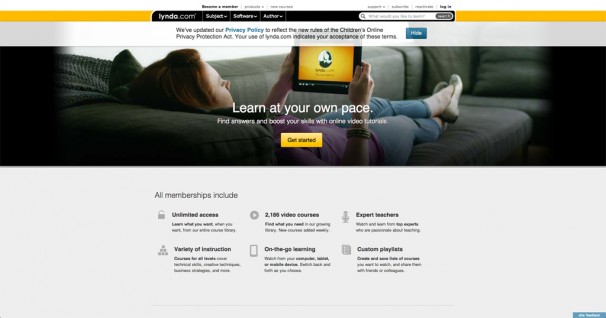 Become a member products new courses support subscribe reactivate log in
lynda.com Subject Software Author What would you like to learn? search
We've updated our Privacy Policy to reflect the new rules of the Children's Online
Privacy Protection Act. Your use of lynda.com indicates your acceptance of these terms.
Hide
Learn at your own pace.
Find answers and boost your skills with online video tutorials.
Get started
All memberships include
Unlimited access
Learn what you want, when you
want, from our entire course library.
2,186 video courses
Find what you need in our growing
library. New courses added weekly.
Expert teachers
Watch and learn from top experts
who are passionate about teaching.
Variety of instruction
Courses for all levels cover
technical skills, creative techniques,
business strategies, and more.
On-the-go learning
Watch from your computer, tablet,
or mobile device. Switch back and
forth as you choose.
Custom playlists
Create and save lists of courses
you want to watch, and share them
with friends or colleagues.
site feedback